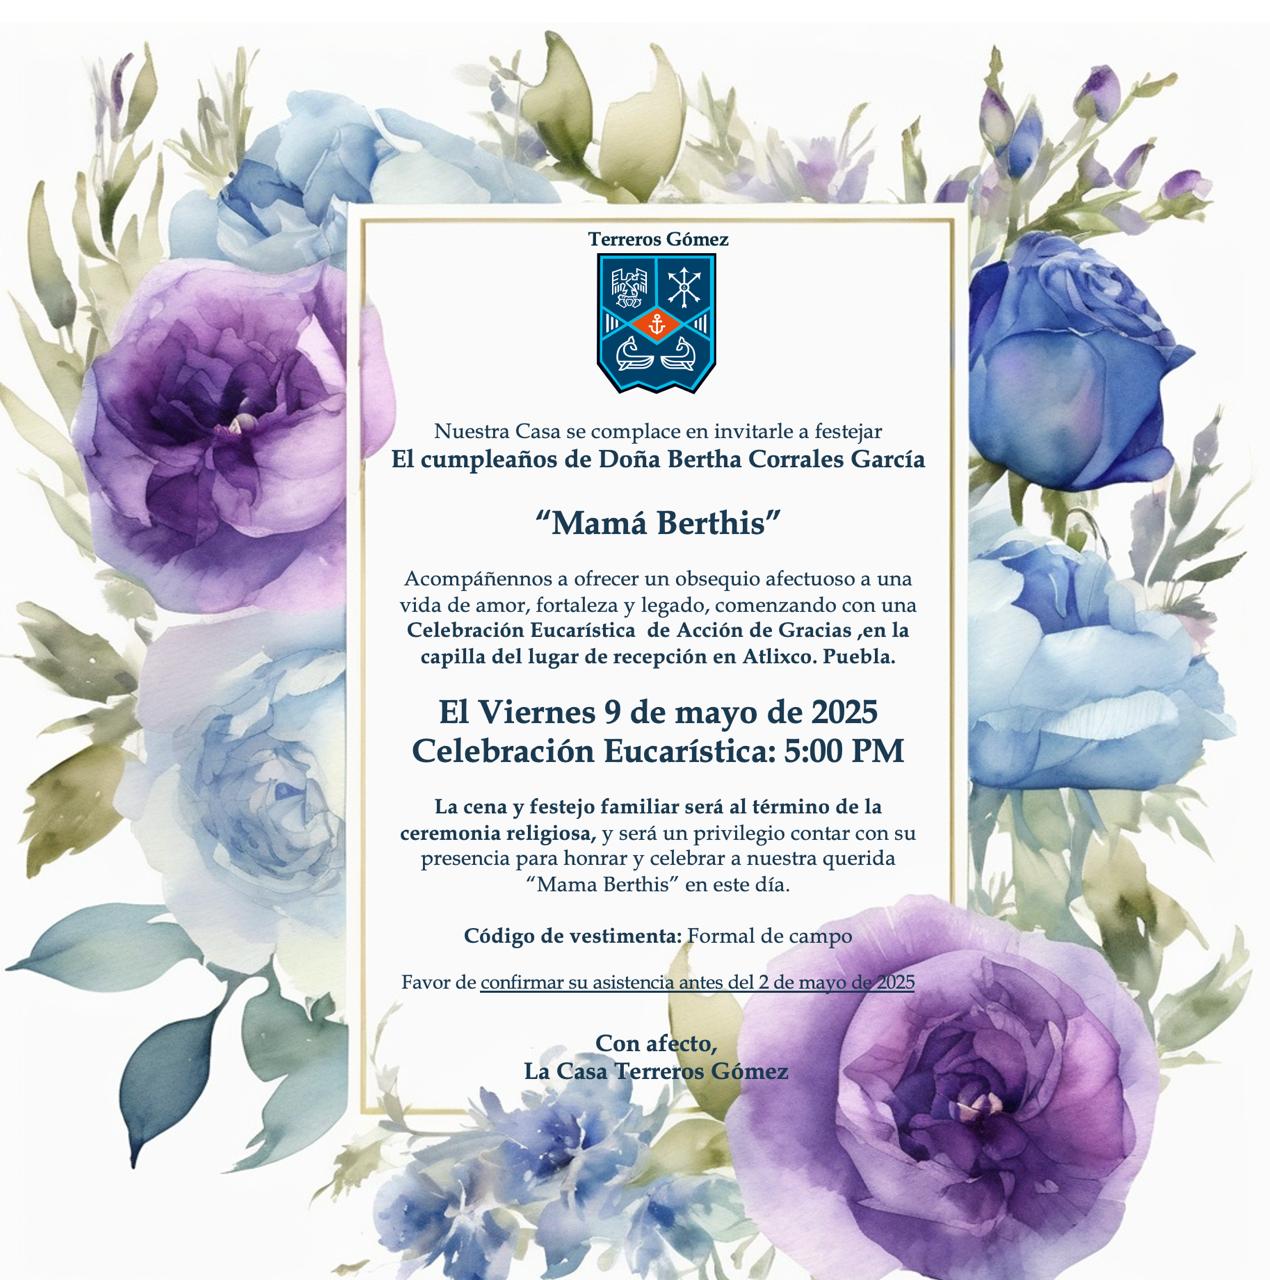 Terreros Gómez
Nuestra Casa se complace en invitarle a festejar
El cumpleaños de Doña Bertha Corrales García
“Mamá Berthis”
Acompáñennos a ofrecer un obsequio afectuoso a una
vida de amor, fortaleza y legado, comenzando con una
Celebración Eucarística  de Acción de Gracias ,en la
capilla del lugar de recepción en Atlixco. Puebla.
El Viernes 9 de mayo de 2025
Celebración Eucarística: 5:00 PM
La cena y festejo familiar será al término de la
ceremonia religiosa, y será un privilegio contar con su
presencia para honrar y celebrar a nuestra querida
“Mama Berthis” en este día.
Código de vestimenta: Formal de campo
Favor de confirmar su asistencia antes del 2 de mayo de 2025
Con afecto,
La Casa Terreros Gómez